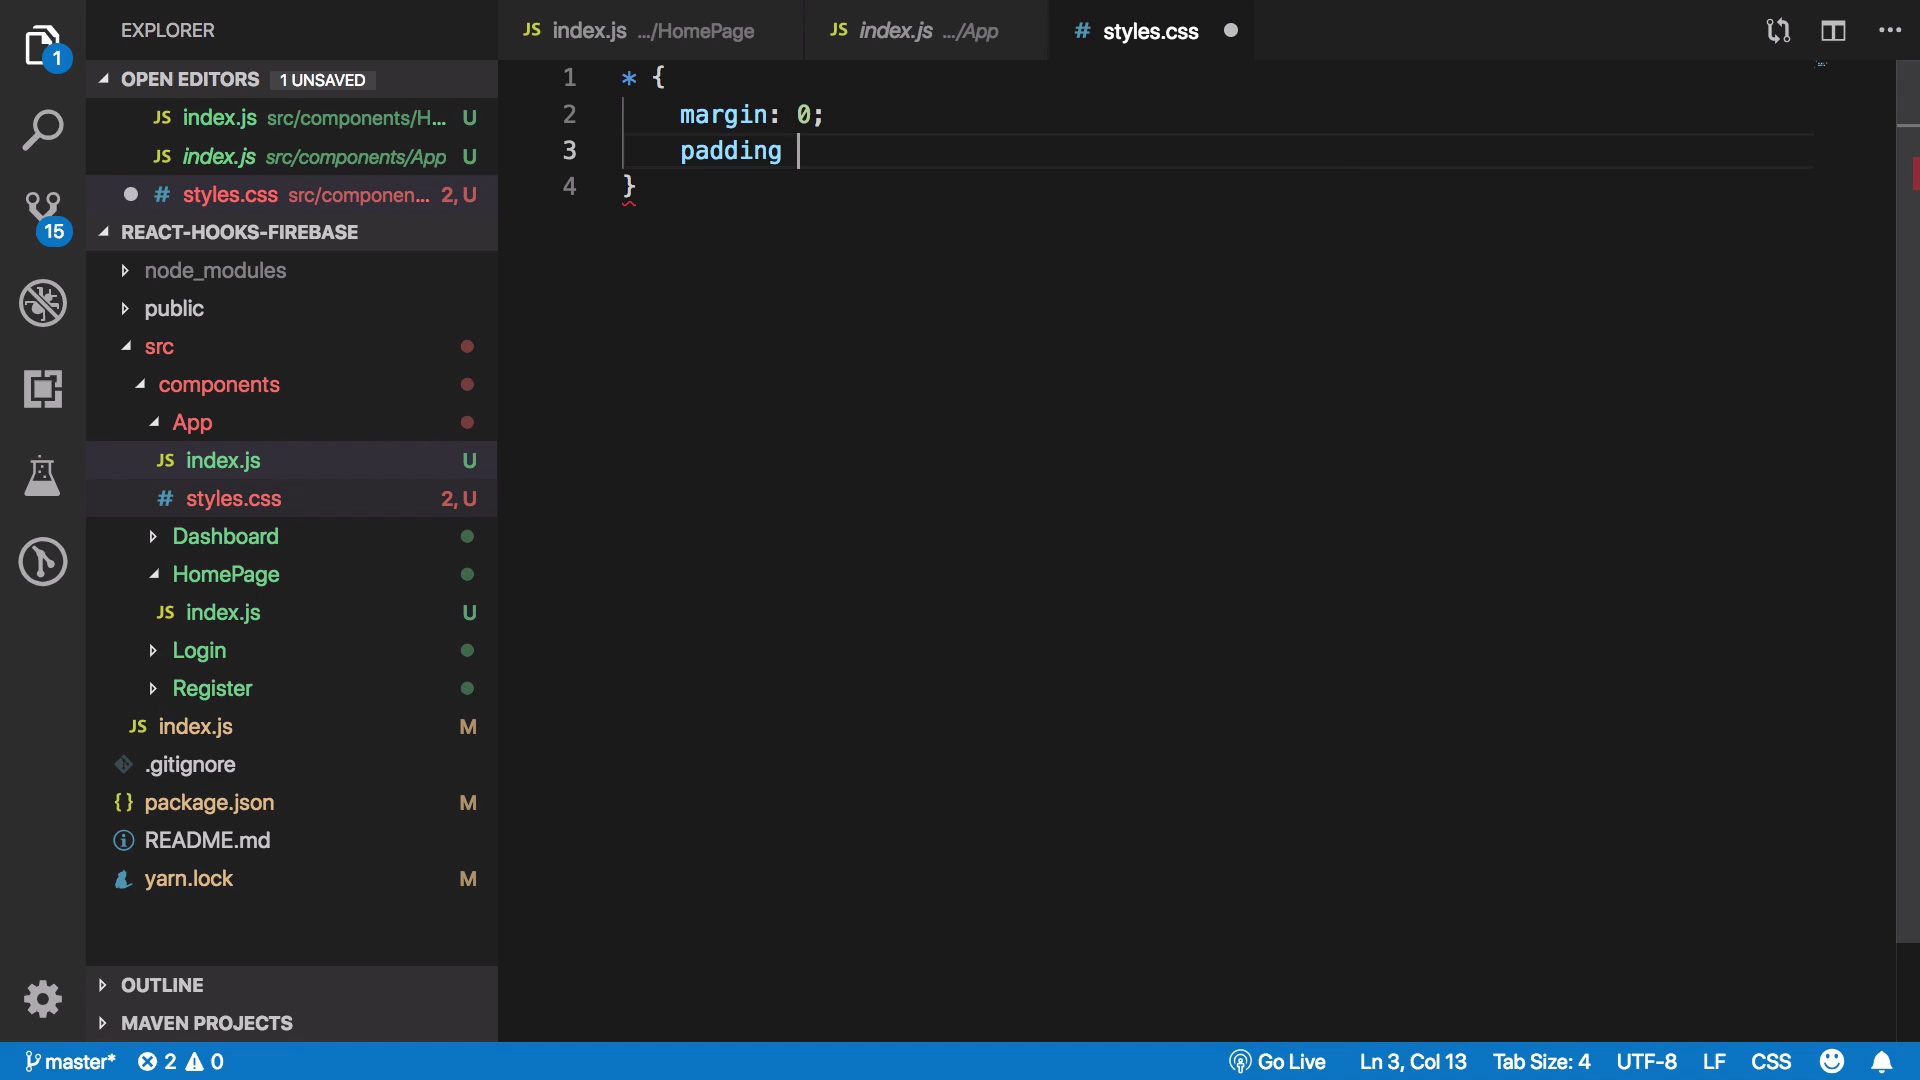 EXPLORER
1
OPEN EDITORS 1 UNSAVED
JS index.js src/components/H... U
JS index.js src/components/App U
# styles.css src/componen... 2, U
15
REACT-HOOKS-FIREBASE
node_modules
public
src
components
App
JS index.js U
# styles.css 2, U
Dashboard
HomePage
JS index.js U
Login
Register
JS index.js M
.gitignore
{} package.json M
README.md
yarn.lock M
OUTLINE
MAVEN PROJECTS
JS index.js .../HomePage
JS index.js .../App
# styles.css
1 * {
2 margin: 0;
3 padding
4 }
master* 2 0
Go Live Ln 3, Col 13 Tab Size: 4 UTF-8 LF CSS